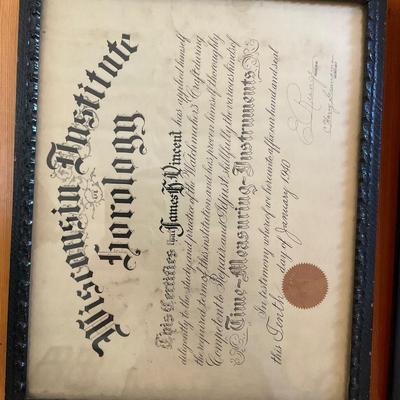 Wisconsin Institute
of
Horology
This Certifies that James H. Vincent has applied himself
diligently to the study and practice of the Watchmakers' Craft during
the required term of this institution and has proven himself thoroughly
Competent to Repair and Adjust skillfully the various kinds of
Time-Measuring-Instruments
In testimony whereof we hereunto affix our hand and seal
this Tenth day of January 1940